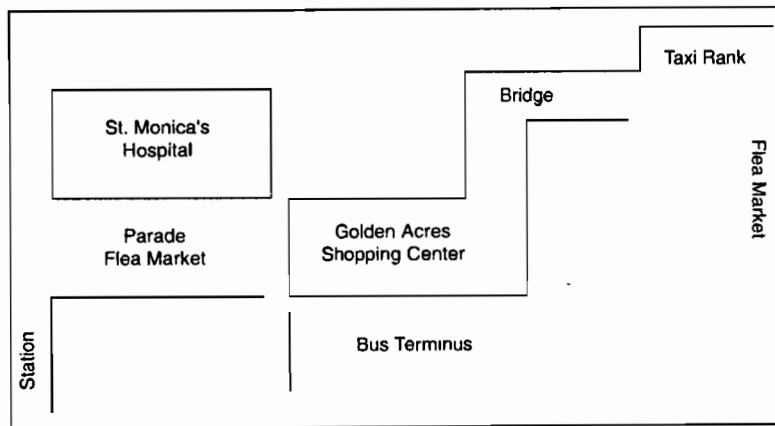 Taxi Rank
Bridge
St. Monica's
Hospital
Flea Market
Parade
Flea Market
Golden Acres
Shopping Center
Station
Bus Terminus